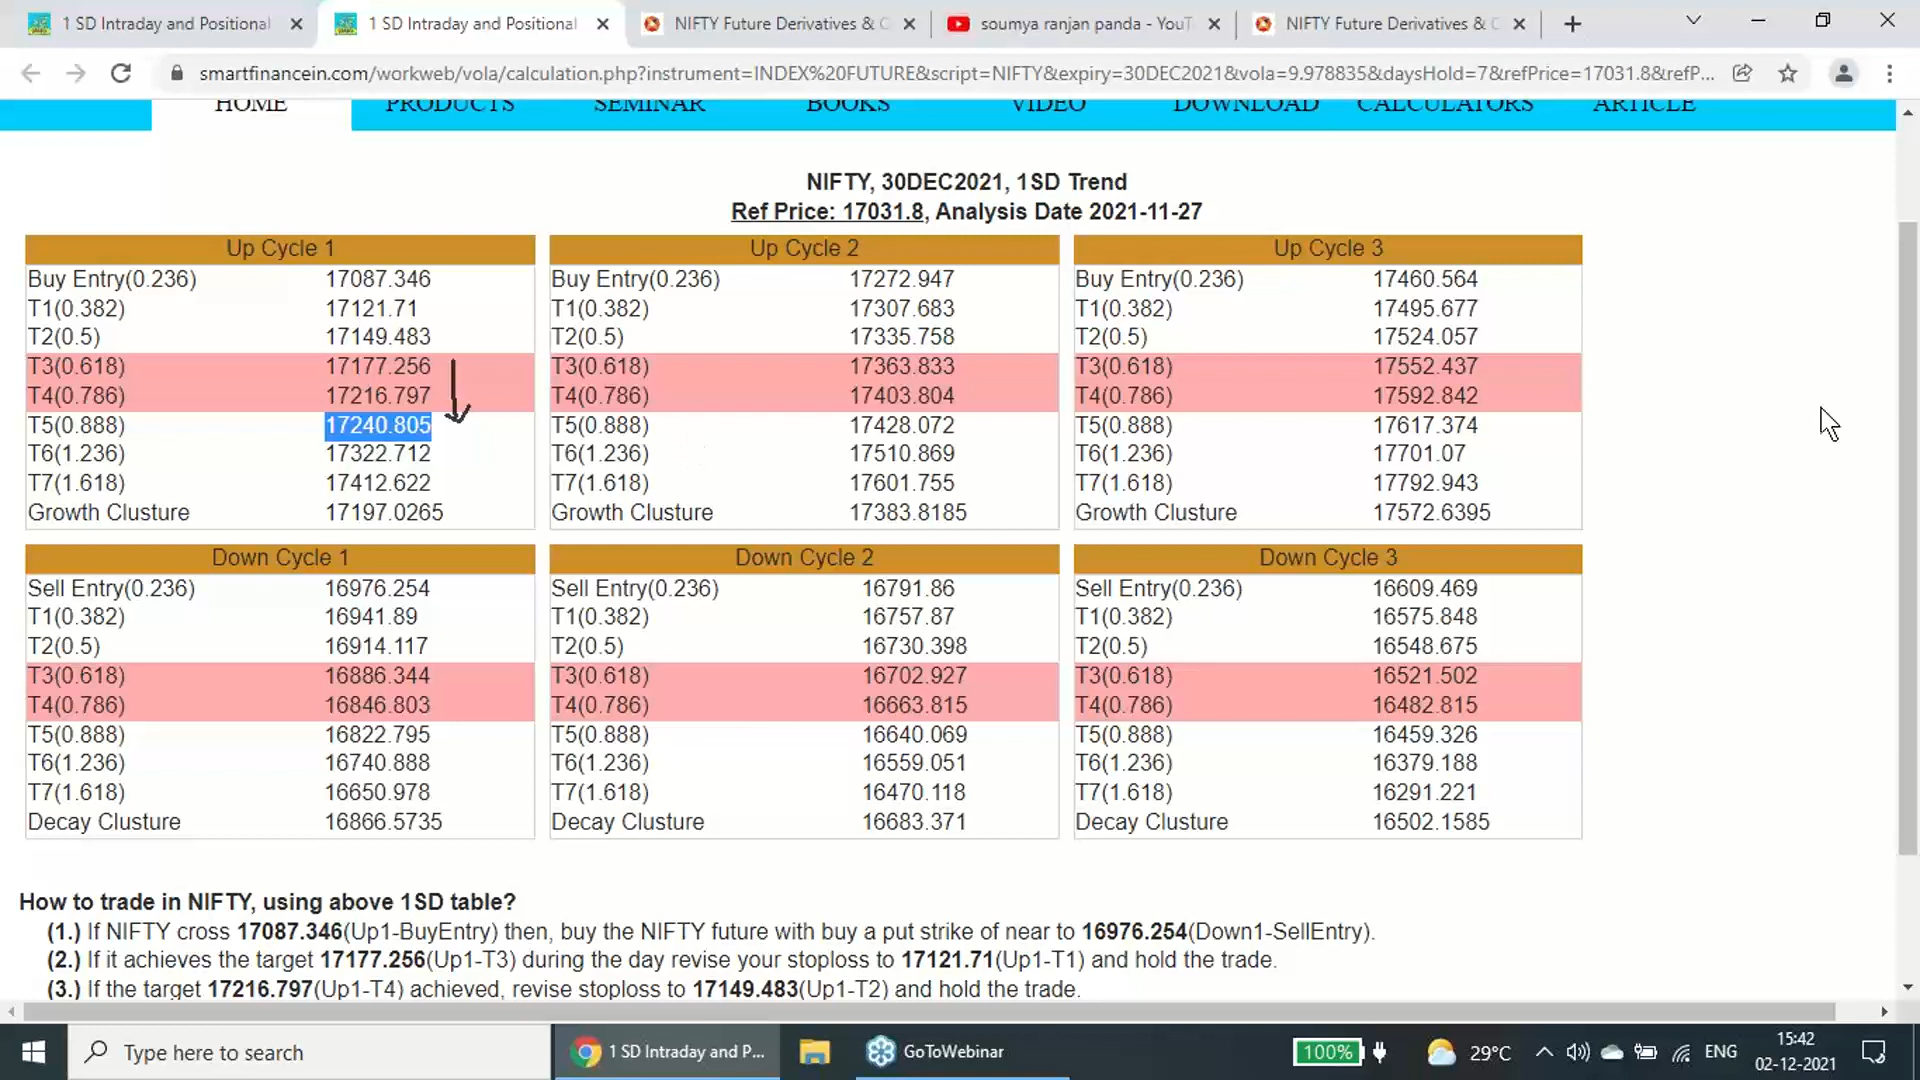 1 SD Intraday and Positional
1 SD Intraday and Positional
NIFTY Future Derivatives &
soumya ranjan panda - YouT
NIFTY Future Derivatives &
smartfinancein.com/workweb/vola/calculation.php?instrument=INDEX%20FUTURE&script=NIFTY&expiry=30DEC2021&vola=9.978835&daysHold=7&refPrice=17031.8&refP...
HOME PRODUCTS SEMINAR BOOKS VIDEO DOWNLOAD CALCULATORS ARTICLE
NIFTY, 30DEC2021, 1SD Trend
Ref Price: 17031.8, Analysis Date 2021-11-27
Up Cycle 1
Buy Entry(0.236) 17087.346
T1(0.382) 17121.71
T2(0.5) 17149.483
T3(0.618) 17177.256
T4(0.786) 17216.797
T5(0.888) 17240.805
T6(1.236) 17322.712
T7(1.618) 17412.622
Growth Clusture 17197.0265
Up Cycle 2
Buy Entry(0.236) 17272.947
T1(0.382) 17307.683
T2(0.5) 17335.758
T3(0.618) 17363.833
T4(0.786) 17403.804
T5(0.888) 17428.072
T6(1.236) 17510.869
T7(1.618) 17601.755
Growth Clusture 17383.8185
Up Cycle 3
Buy Entry(0.236) 17460.564
T1(0.382) 17495.677
T2(0.5) 17524.057
T3(0.618) 17552.437
T4(0.786) 17592.842
T5(0.888) 17617.374
T6(1.236) 17701.07
T7(1.618) 17792.943
Growth Clusture 17572.6395
Down Cycle 1
Sell Entry(0.236) 16976.254
T1(0.382) 16941.89
T2(0.5) 16914.117
T3(0.618) 16886.344
T4(0.786) 16846.803
T5(0.888) 16822.795
T6(1.236) 16740.888
T7(1.618) 16650.978
Decay Clusture 16866.5735
Down Cycle 2
Sell Entry(0.236) 16791.86
T1(0.382) 16757.87
T2(0.5) 16730.398
T3(0.618) 16702.927
T4(0.786) 16663.815
T5(0.888) 16640.069
T6(1.236) 16559.051
T7(1.618) 16470.118
Decay Clusture 16683.371
Down Cycle 3
Sell Entry(0.236) 16609.469
T1(0.382) 16575.848
T2(0.5) 16548.675
T3(0.618) 16521.502
T4(0.786) 16482.815
T5(0.888) 16459.326
T6(1.236) 16379.188
T7(1.618) 16291.221
Decay Clusture 16502.1585
How to trade in NIFTY, using above 1SD table?
(1.) If NIFTY cross 17087.346(Up1-BuyEntry) then, buy the NIFTY future with buy a put strike of near to 16976.254(Down1-SellEntry).
(2.) If it achieves the target 17177.256(Up1-T3) during the day revise your stoploss to 17121.71(Up1-T1) and hold the trade.
(3.) If the target 17216.797(Up1-T4) achieved, revise stoploss to 17149.483(Up1-T2) and hold the trade.
Type here to search
1 SD Intraday and P...
GoToWebinar
100%
29°C
ENG
15:42
02-12-2021